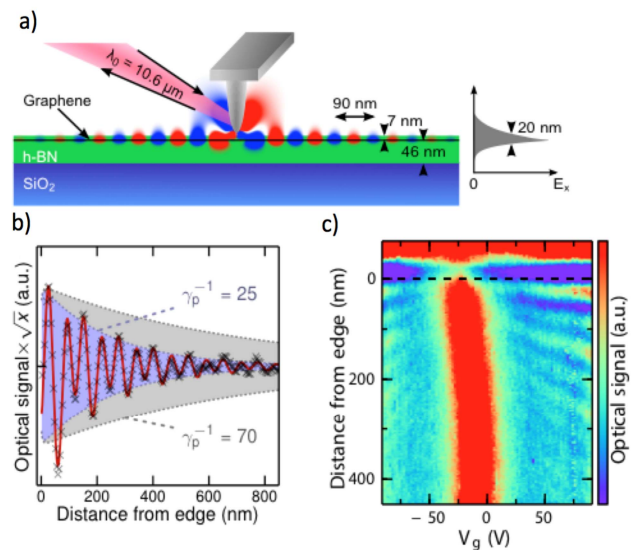 a)
λ₀ = 10.6 μm
Graphene
90 nm
7 nm
20 nm
46 nm
h-BN
SiO₂
0
Eₓ
b)
c)
Optical signal×√x (a.u.)
γₚ⁻¹ = 25
γₚ⁻¹ = 70
0 200 400 600 800
Distance from edge (nm)
Distance from edge (nm)
0
200
400
− 50 0 50
V g (V)
Optical signal (a.u.)